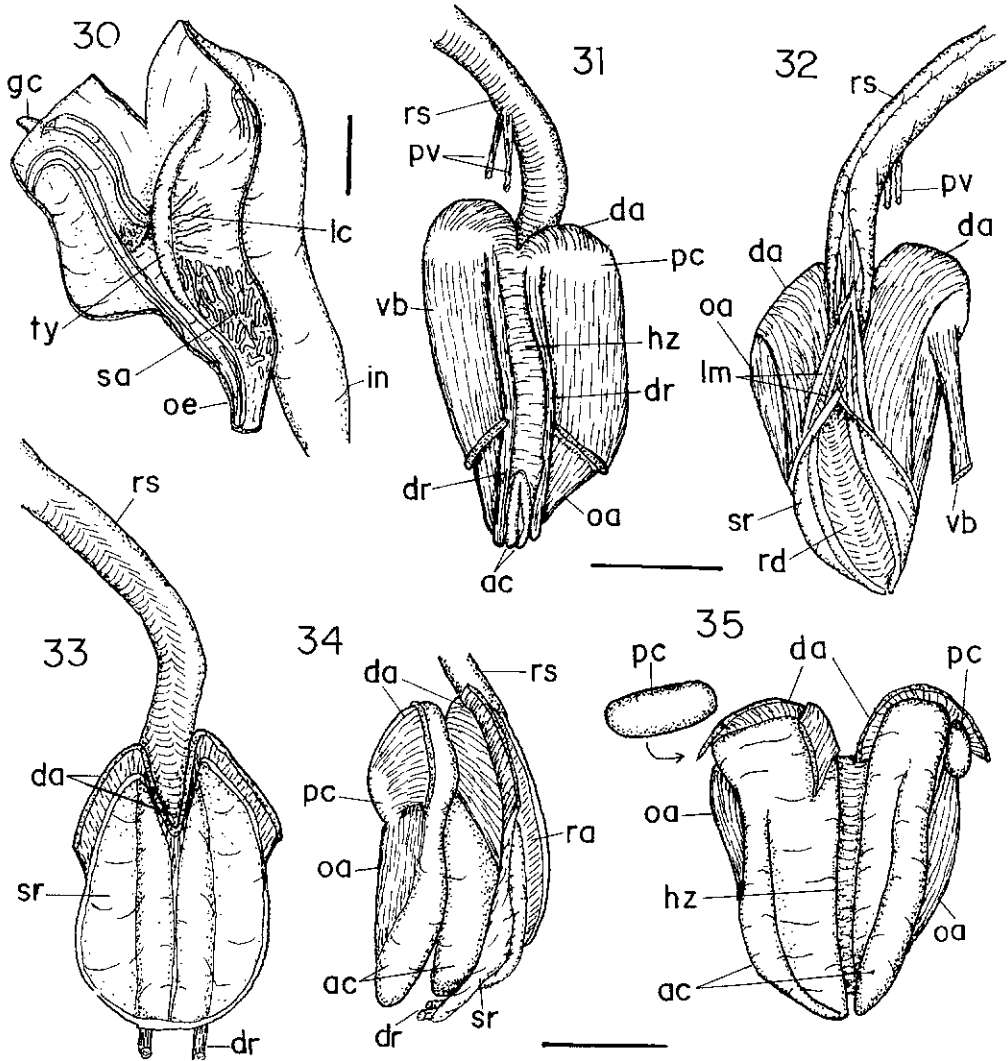 30
gc
lc
ty
sa
oe
in
31
rs
pv
da
pc
vb
hz
dr
dr
oa
ac
32
rs
pv
da
da
oa
lm
sr
rd
vb
33
rs
da
sr
dr
34
da
rs
pc
oa
ra
ac
dr
sr
35
pc
da
pc
oa
hz
oa
ac